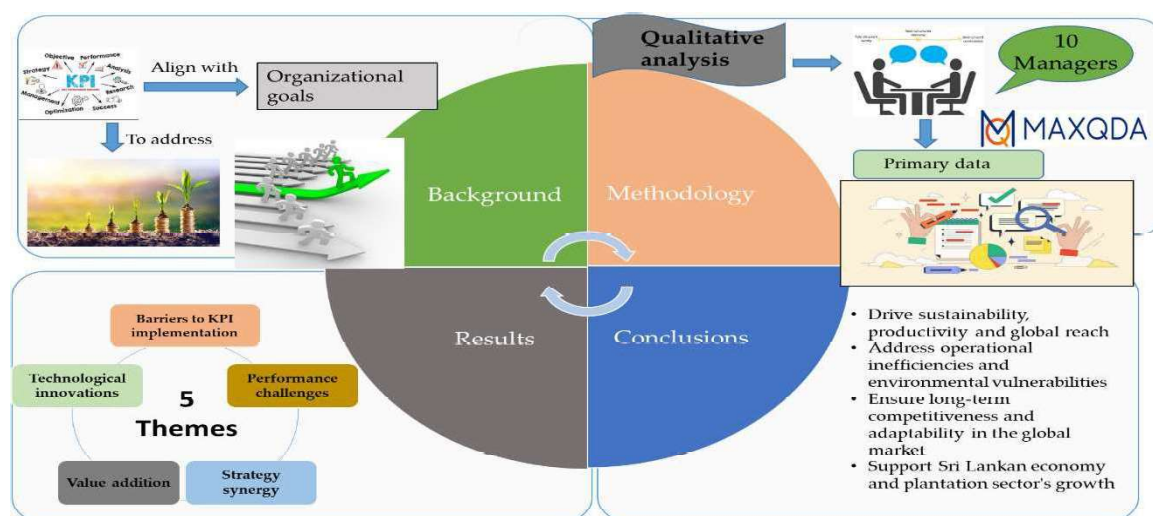 Objective
Performance
Strategy
Analysis
KPI
Management
Research
Optimization
Success
Align with
Organizational
goals
To address
Background
Qualitative
analysis
10
Managers
MAXQDA
Primary data
Methodology
Barriers to KPI
implementation
Technological
innovations
Performance
challenges
5
Themes
Value addition
Strategy
synergy
Results
Conclusions
• Drive sustainability,
productivity and global reach
• Address operational
inefficiencies and
environmental vulnerabilities
• Ensure long-term
competitiveness and
adaptability in the global
market
• Support Sri Lankan economy
and plantation sector's growth